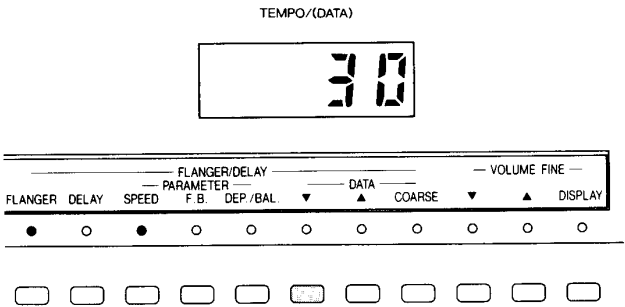 TEMPO/(DATA)
30
FLANGER/DELAY
VOLUME FINE
PARAMETER
DATA
FLANGER DELAY SPEED F.B. DEP./BAL. ▼ ▲ COARSE ▼ ▲ DISPLAY